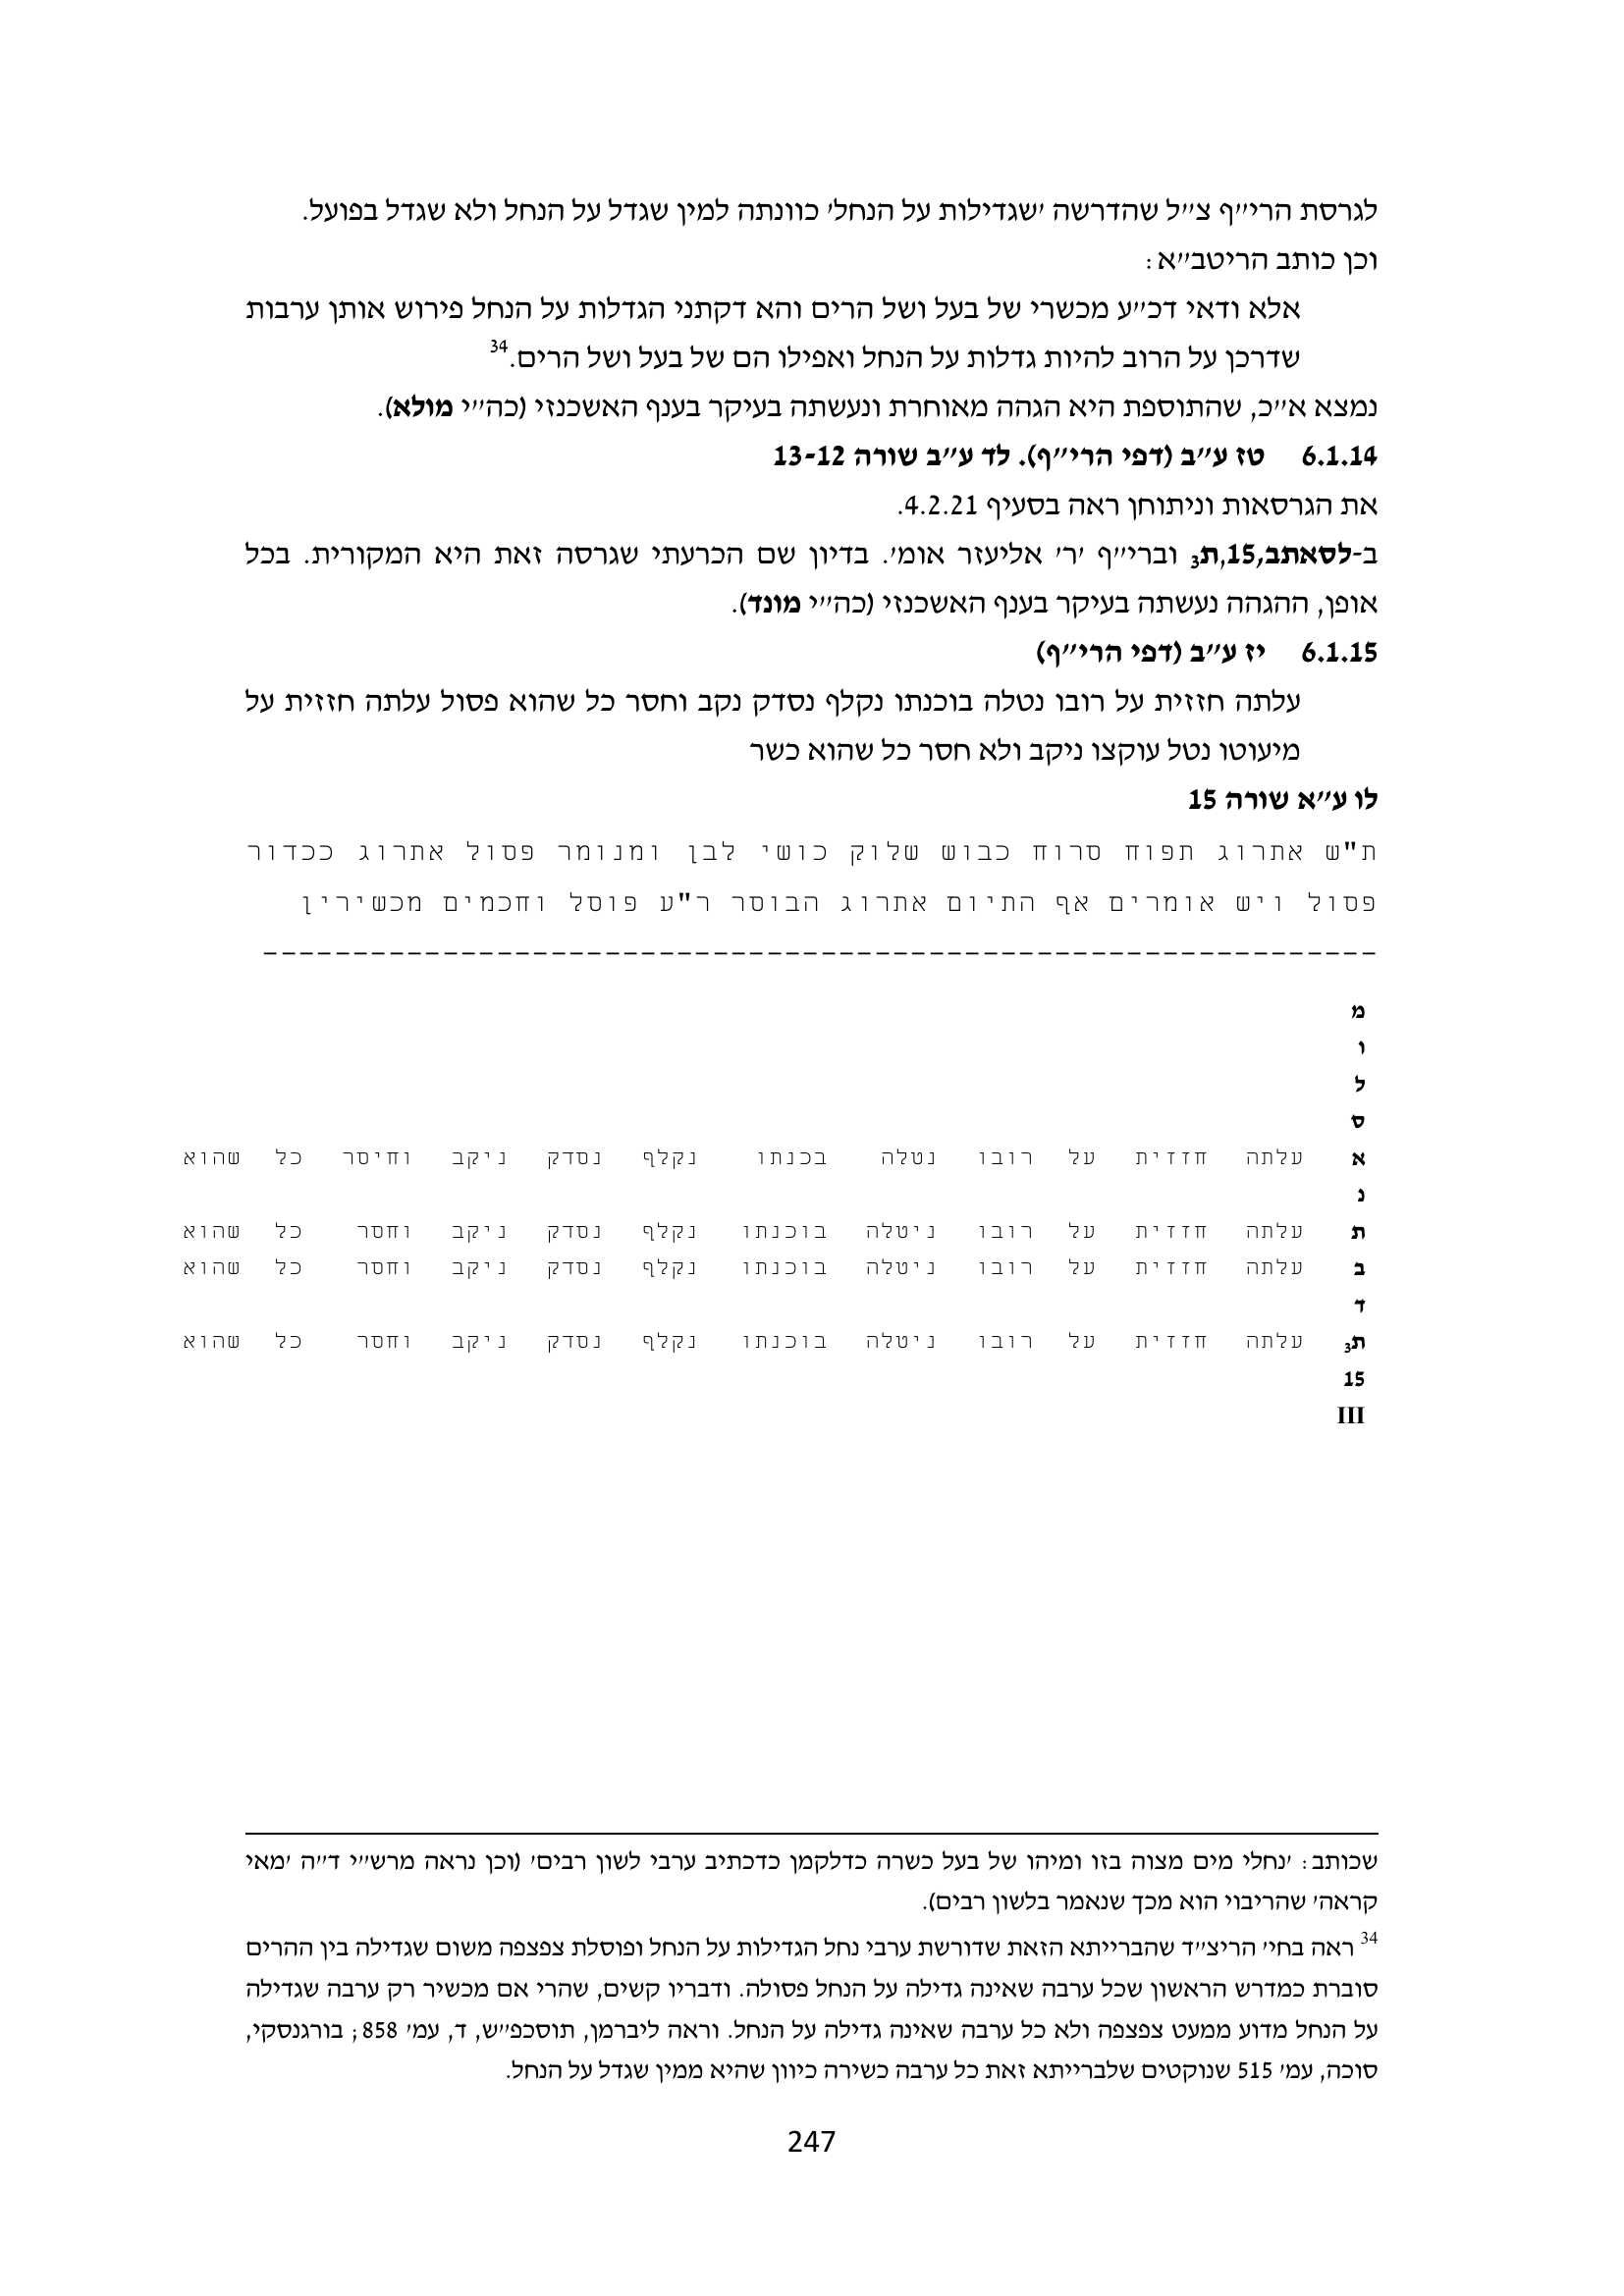 לגרסת הרי״ף צ״ל שהדרשה ׳שגדילות על הנחל׳ כוונתה למין שגדל על הנחל ולא שגדל בפועל.
וכן כותב הריטב״א:
אלא ודאי דכ״ע מכשרי של בעל ושל הרים והא דקתני הגדלות על הנחל פירוש אותן ערבות
שדרכן על הרוב להיות גדלות על הנחל ואפילו הם של בעל ושל הרים.34
נמצא א״כ, שהתוספת היא הגהה מאוחרת ונעשתה בעיקר בענף האשכנזי (כה״י מולא).
6.1.14 טז ע״ב (דפי הרי״ף). לד ע״ב שורה 13-12
את הגרסאות וניתוחן ראה בסעיף 4.2.21.
ב-לסאתב,15,ת3 וברי״ף ׳ר׳ אליעזר אומ׳. בדיון שם הכרעתי שגרסה זאת היא המקורית. בכל
אופן, ההגהה נעשתה בעיקר בענף האשכנזי (כה״י מונד).
6.1.15 יז ע״ב (דפי הרי״ף)
עלתה חזזית על רובו נטלה בוכנתו נקלף נסדק נקב וחסר כל שהוא פסול עלתה חזזית על
מיעוטו נטל עוקצו ניקב ולא חסר כל שהוא כשר
לו ע״א שורה 15
ת"ש אתרוג תפוח סרוח כבוש שלוק כושי לבן ומנומר פסול אתרוג ככדור
פסול ויש אומרים אף התיום אתרוג הבוסר ר"ע פוסל וחכמים מכשירין
--------------------------------------------------------------
מ
ו
ל
ס
א עלתה חזזית על רובו נטלה בכנתו נקלף נסדק ניקב וחיסר כל שהוא
נ
ת עלתה חזזית על רובו ניטלה בוכנתו נקלף נסדק ניקב וחסר כל שהוא
ב עלתה חזזית על רובו ניטלה בוכנתו נקלף נסדק ניקב וחסר כל שהוא
ד
ת3 עלתה חזזית על רובו ניטלה בוכנתו נקלף נסדק ניקב וחסר כל שהוא
15
III
שכותב: ׳נחלי מים מצוה בזו ומיהו של בעל כשרה כדלקמן כדכתיב ערבי לשון רבים׳ (וכן נראה מרש״י ד״ה ׳מאי
קראה׳ שהריבוי הוא מכך שנאמר בלשון רבים).
34 ראה בחי׳ הריצ״ד שהברייתא הזאת שדורשת ערבי נחל הגדילות על הנחל ופוסלת צפצפה משום שגדילה בין ההרים
סוברת כמדרש הראשון שכל ערבה שאינה גדילה על הנחל פסולה. ודבריו קשים, שהרי אם מכשיר רק ערבה שגדילה
על הנחל מדוע ממעט צפצפה ולא כל ערבה שאינה גדילה על הנחל. וראה ליברמן, תוסכפ״ש, ד, עמ׳ 858; בורגנסקי,
סוכה, עמ׳ 515 שנוקטים שלברייתא זאת כל ערבה כשירה כיוון שהיא ממין שגדל על הנחל.
247